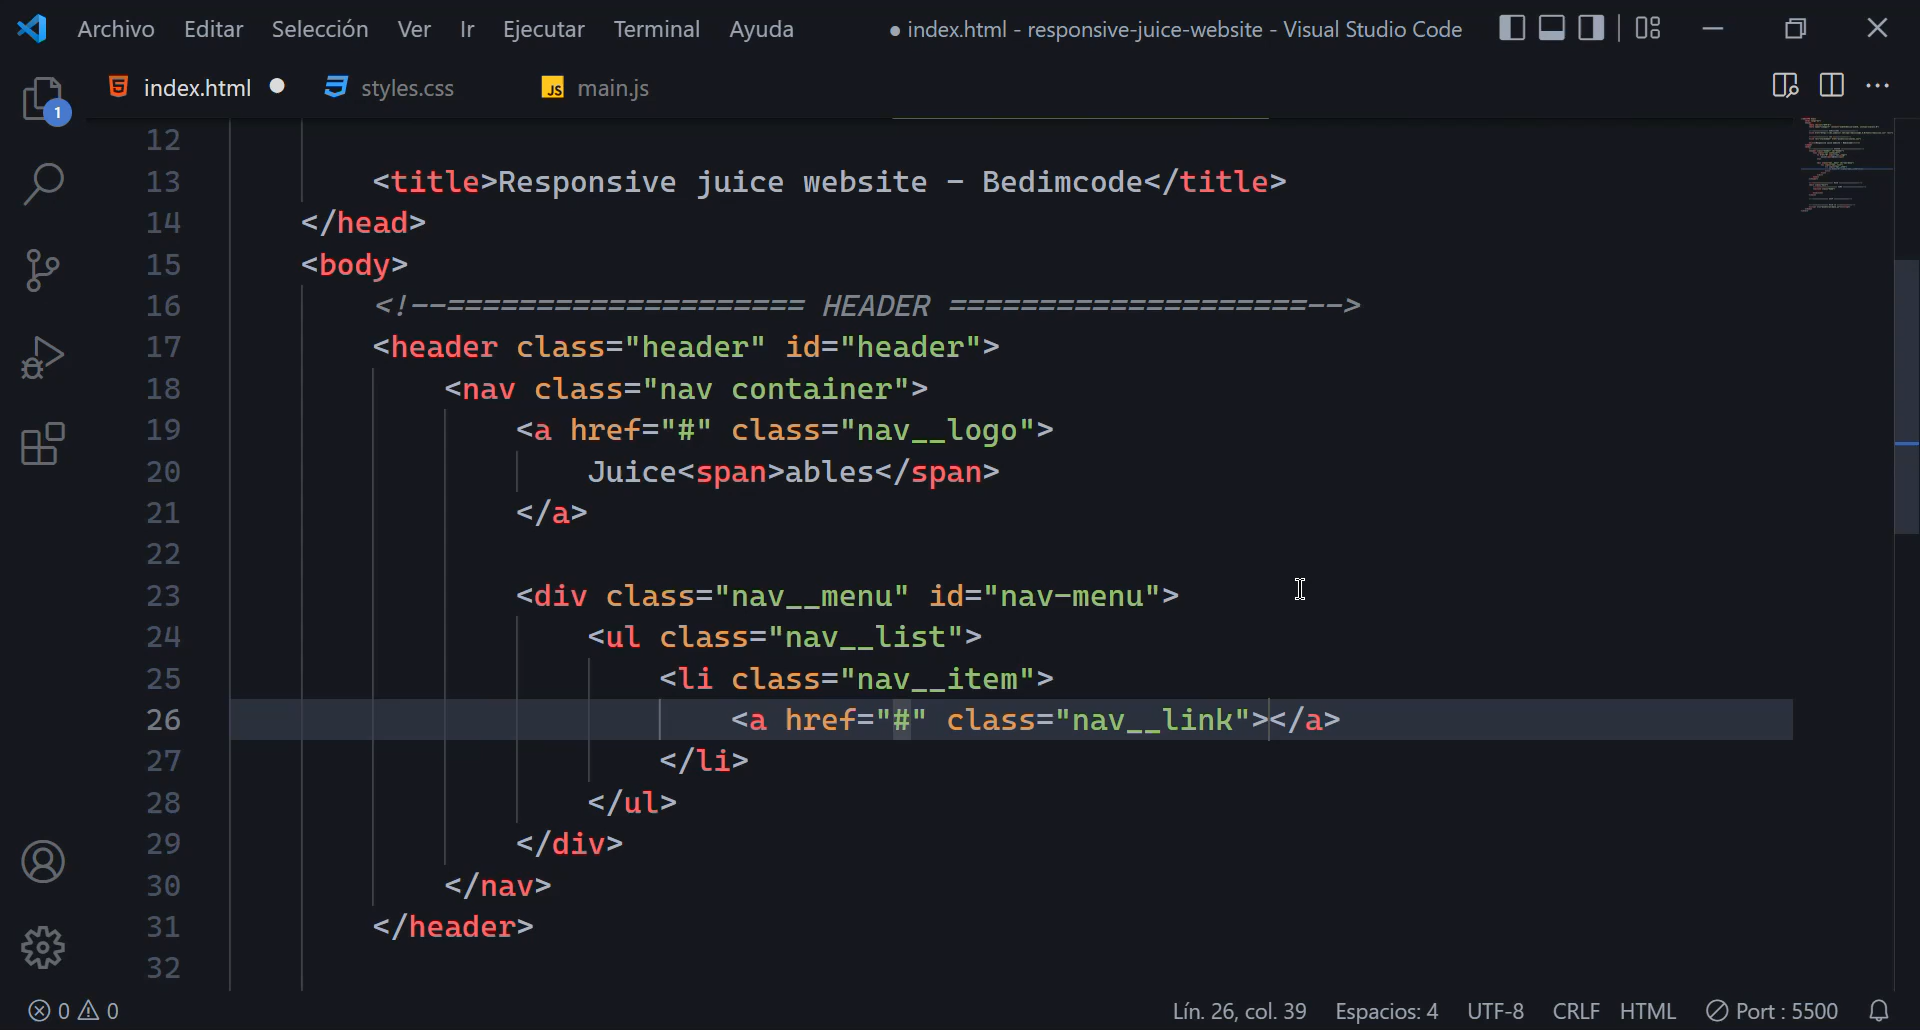 Archivo Editar Selección Ver Ir Ejecutar Terminal Ayuda ● index.html - responsive-juice-website - Visual Studio Code
index.html ● styles.css JS main.js
1
12
13 <title>Responsive juice website - Bedimcode</title>
14 </head>
15 <body>
16 <!--==================== HEADER ====================-->
17 <header class="header" id="header">
18 <nav class="nav container">
19 <a href="#" class="nav__logo">
20 Juice<span>ables</span>
21 </a>
22
23 <div class="nav__menu" id="nav-menu">
24 <ul class="nav__list">
25 <li class="nav__item">
26 <a href="#" class="nav__link"></a>
27 </li>
28 </ul>
29 </div>
30 </nav>
31 </header>
32
0 0 Lín. 26, col. 39 Espacios: 4 UTF-8 CRLF HTML Port : 5500